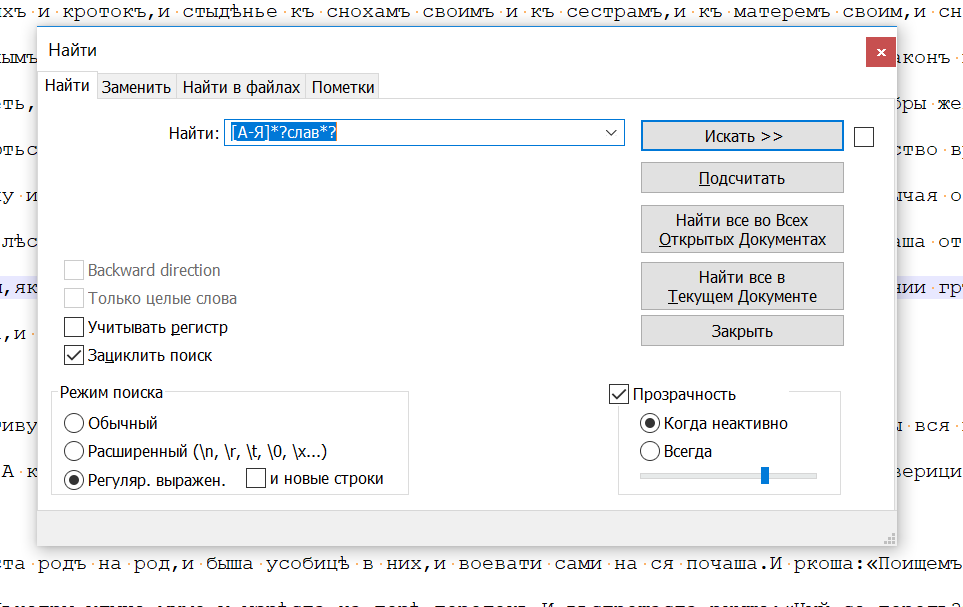 ихъ и кротокъ,и стыдѣнье къ снохамъ своимъ и къ сестрамъ,и къ матеремъ своим,и сн
Найти
Найти Заменить Найти в файлах Пометки
Найти: [А-Я]*?слав*?
Искать >>
Подсчитать
Найти все во Всех
Открытых Документах
Найти все в
Текущем Документе
Закрыть
Backward direction
Только целые слова
Учитывать регистр
Зациклить поиск
Режим поиска
Обычный
Расширенный (\n, \r, \t, \0, \x...)
Регуляр. выражен. и новые строки
Прозрачность
Когда неактивно
Всегда
ста родъ на род,и быша усобицѣ в них,и воевати сами на ся почаша.И ркоша:«Поищемъ